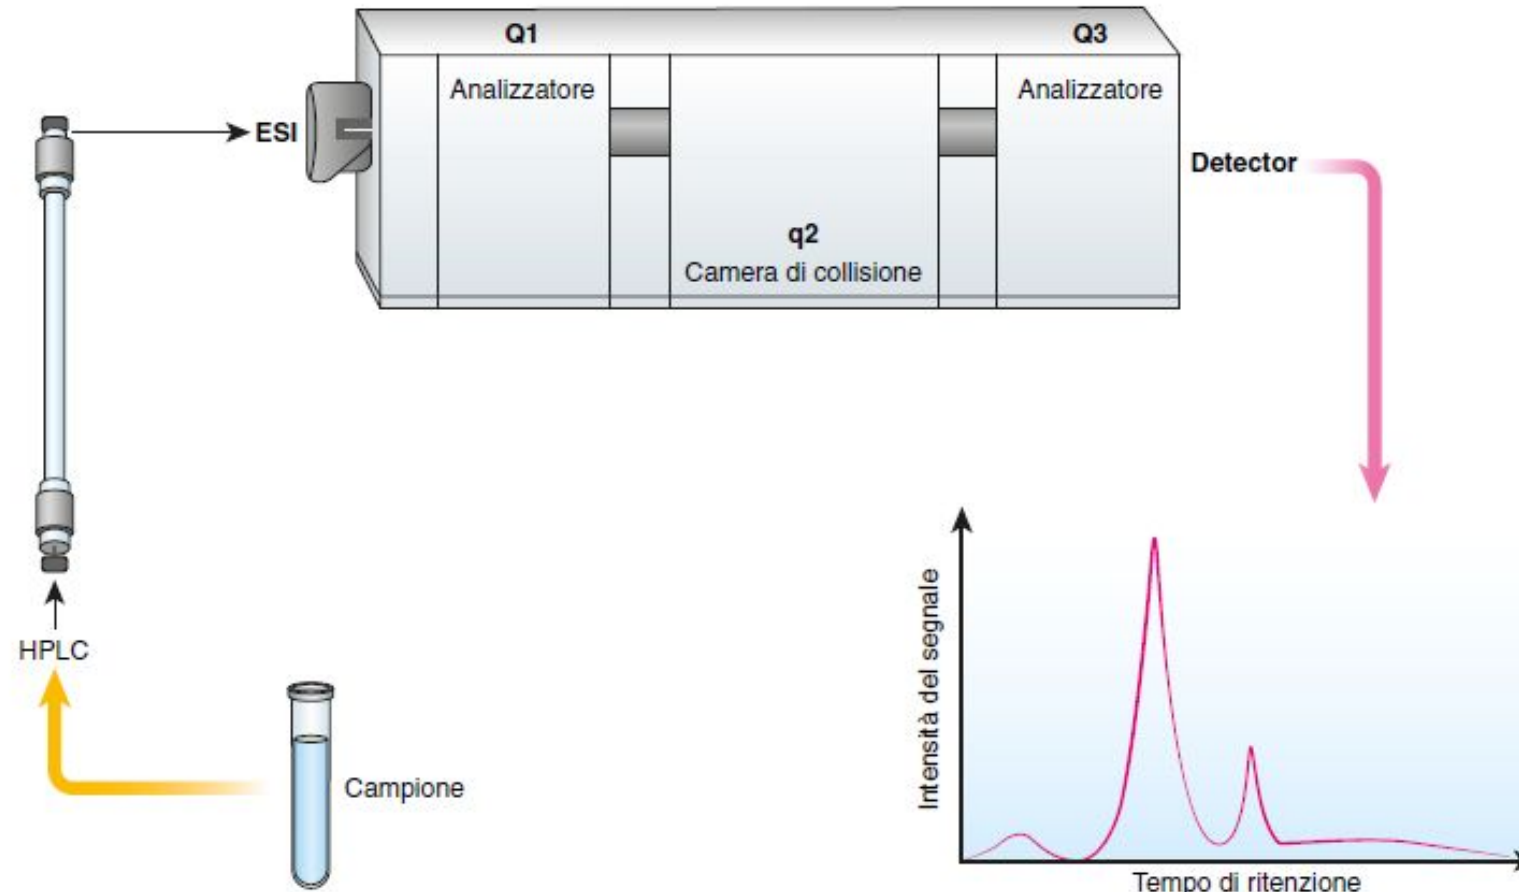 Q1
Q3
Analizzatore
Analizzatore
ESI
Detector
q2
Camera di collisione
HPLC
Campione
Intensità del segnale
Tempo di ritenzione